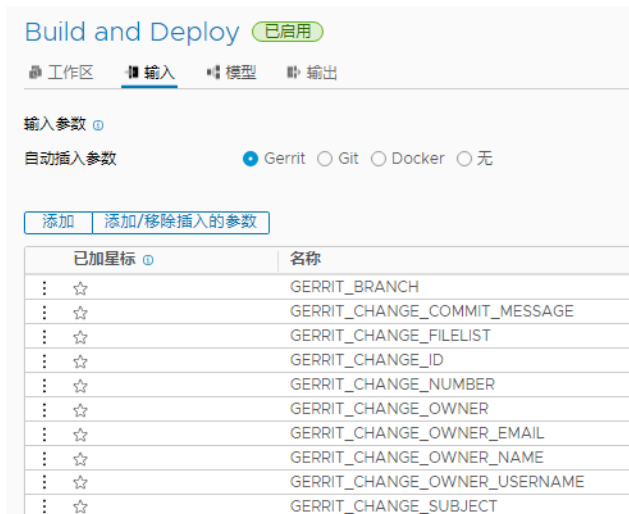 Build and Deploy 已启用
工作区 输入 模型 输出
输入参数
自动插入参数 Gerrit Git Docker 无
添加 添加/移除插入的参数
已加星标 名称
GERRIT_BRANCH
GERRIT_CHANGE_COMMIT_MESSAGE
GERRIT_CHANGE_FILELIST
GERRIT_CHANGE_ID
GERRIT_CHANGE_NUMBER
GERRIT_CHANGE_OWNER
GERRIT_CHANGE_OWNER_EMAIL
GERRIT_CHANGE_OWNER_NAME
GERRIT_CHANGE_OWNER_USERNAME
GERRIT_CHANGE_SUBJECT